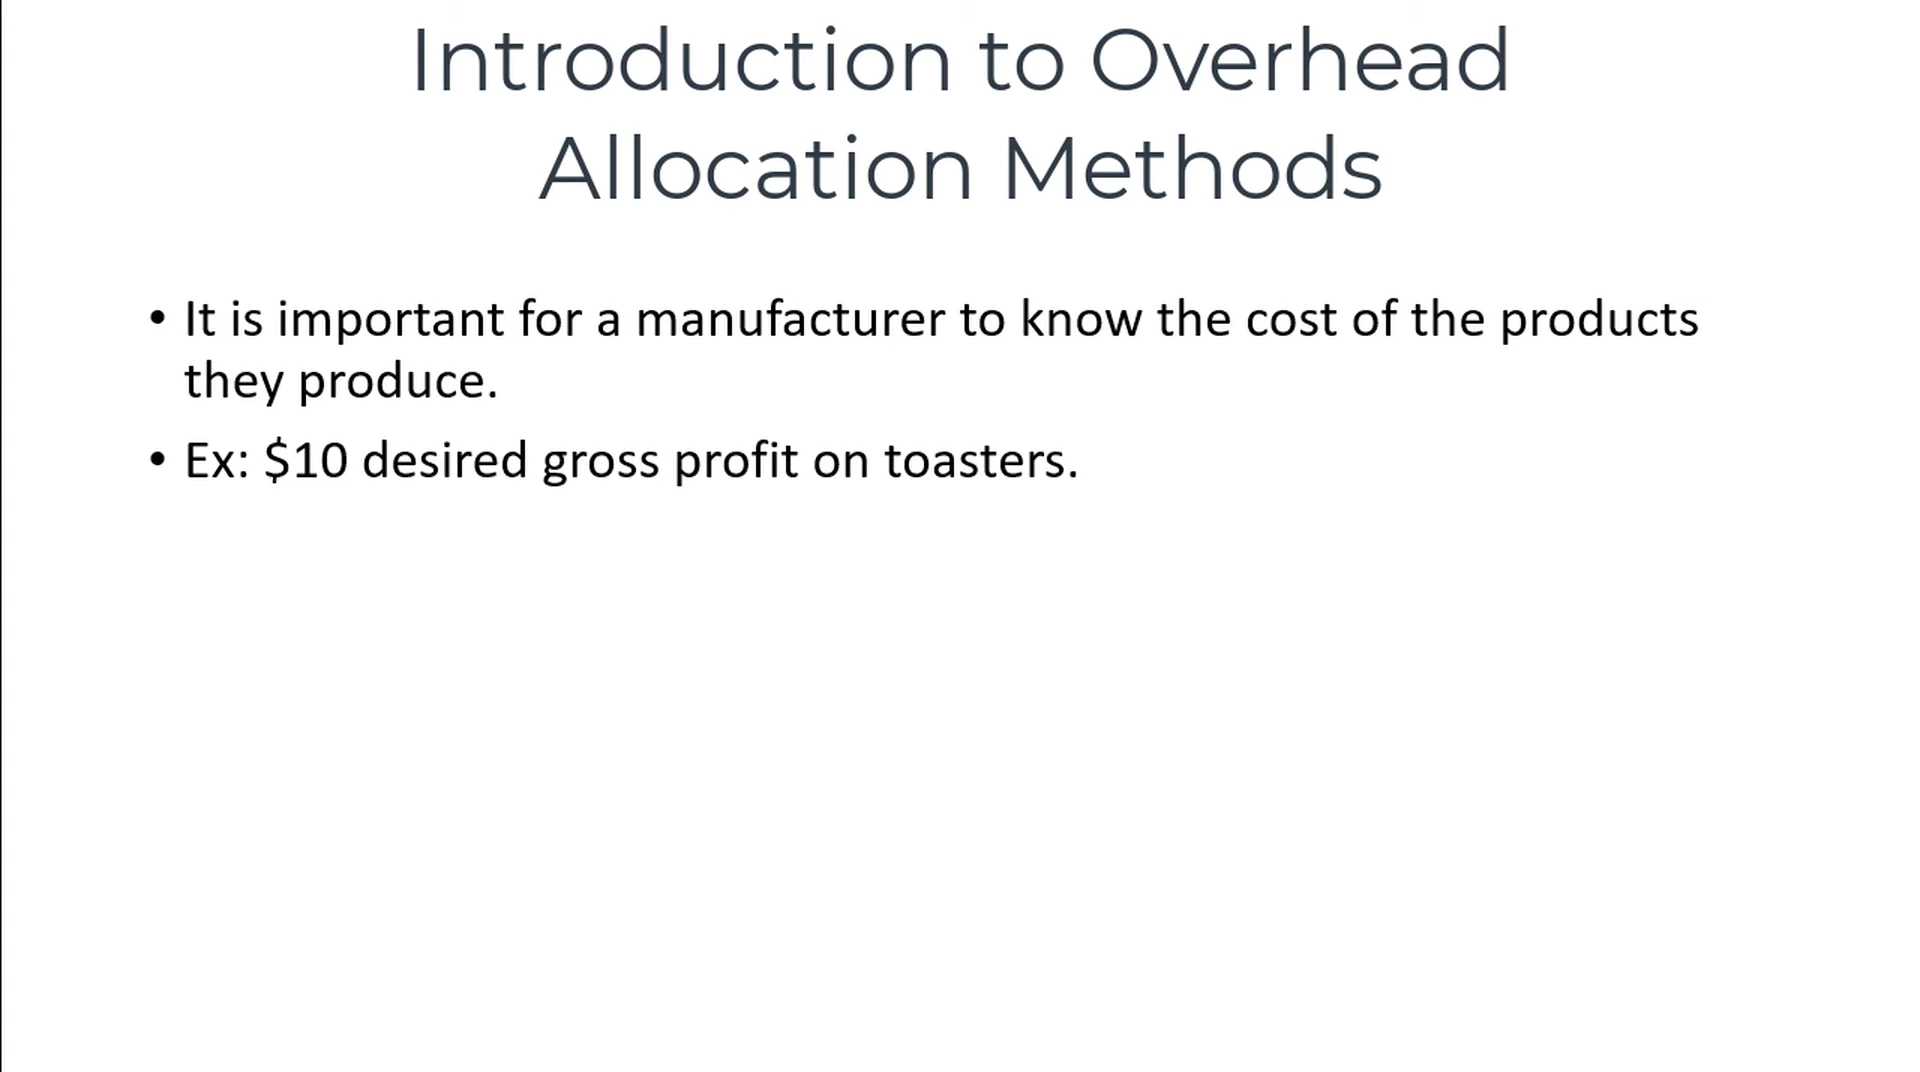 Introduction to Overhead
Allocation Methods
• It is important for a manufacturer to know the cost of the products
they produce.
• Ex: $10 desired gross profit on toasters.